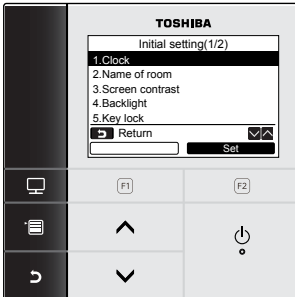 TOSHIBA
Initial setting(1/2)
1.Clock
2.Name of room
3.Screen contrast
4.Backlight
5.Key lock
Return
Set
F1 F2